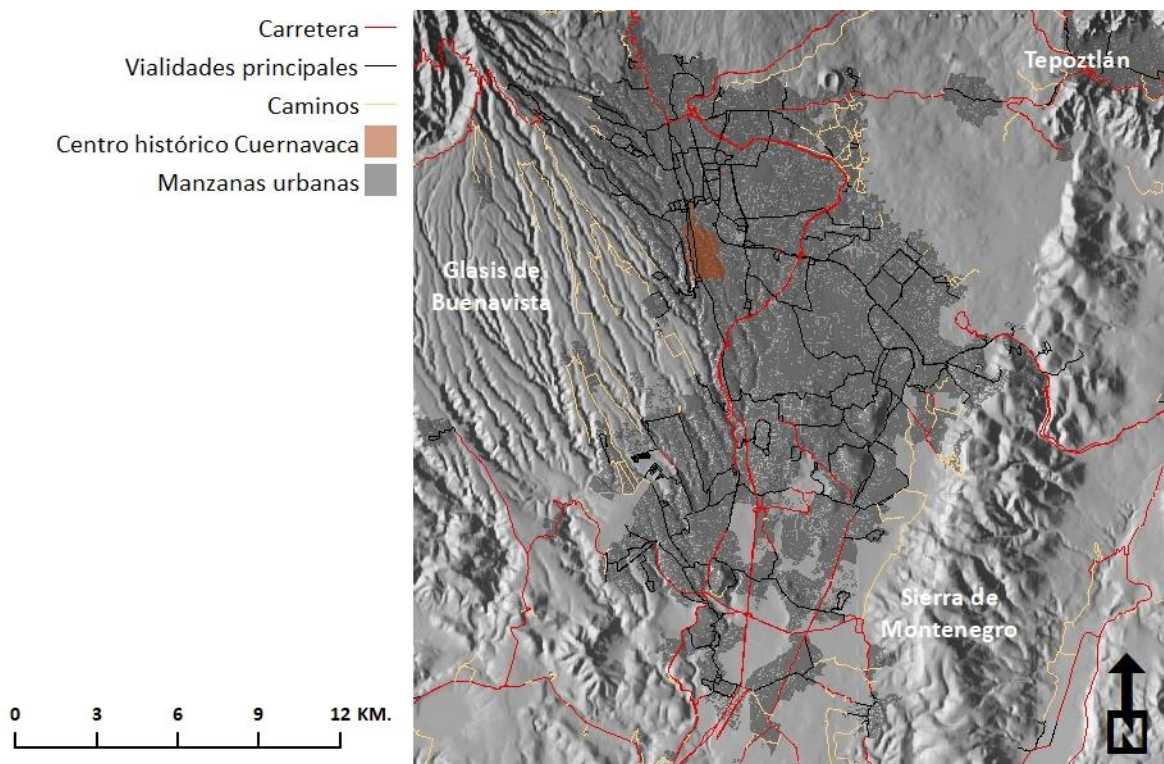 Carretera
Vialidades principales
Caminos
Centro histórico Cuernavaca
Manzanas urbanas
Tepoztlán
Glasis de
Buenavista
Sierra de
Montenegro
0 3 6 9 12 KM.
N